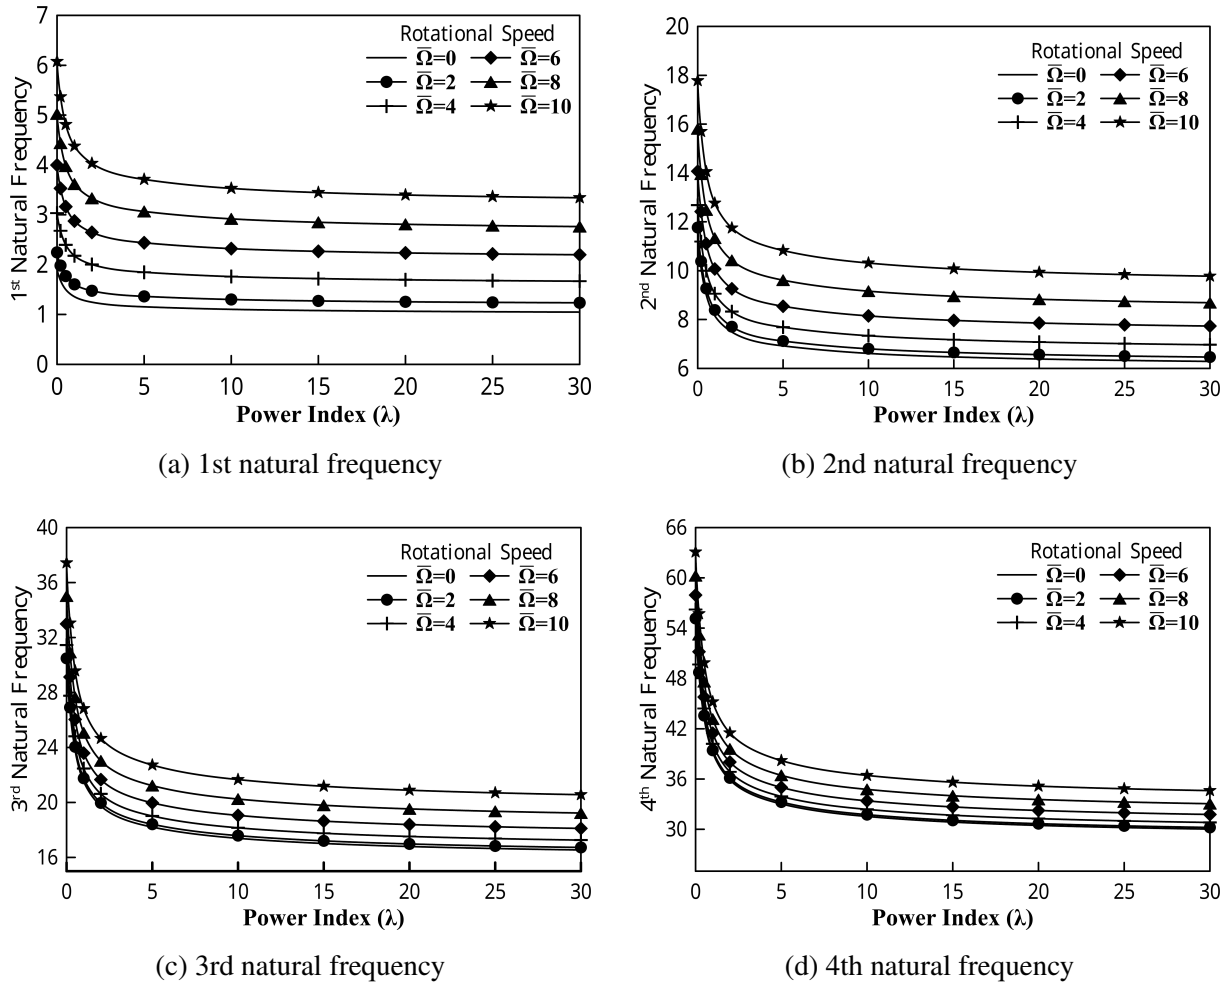 7
6
5
4
3
2
1
0
1st Natural Frequency
Rotational Speed
Ω̅=0 Ω̅=6
Ω̅=2 Ω̅=8
Ω̅=4 Ω̅=10
0 5 10 15 20 25 30
Power Index (λ)
(a) 1st natural frequency
20
18
16
14
12
10
8
6
2nd Natural Frequency
Rotational Speed
Ω̅=0 Ω̅=6
Ω̅=2 Ω̅=8
Ω̅=4 Ω̅=10
0 5 10 15 20 25 30
Power Index (λ)
(b) 2nd natural frequency
40
36
32
28
24
20
16
3rd Natural Frequency
Rotational Speed
Ω̅=0 Ω̅=6
Ω̅=2 Ω̅=8
Ω̅=4 Ω̅=10
0 5 10 15 20 25 30
Power Index (λ)
(c) 3rd natural frequency
66
60
54
48
42
36
30
4th Natural Frequency
Rotational Speed
Ω̅=0 Ω̅=6
Ω̅=2 Ω̅=8
Ω̅=4 Ω̅=10
0 5 10 15 20 25 30
Power Index (λ)
(d) 4th natural frequency